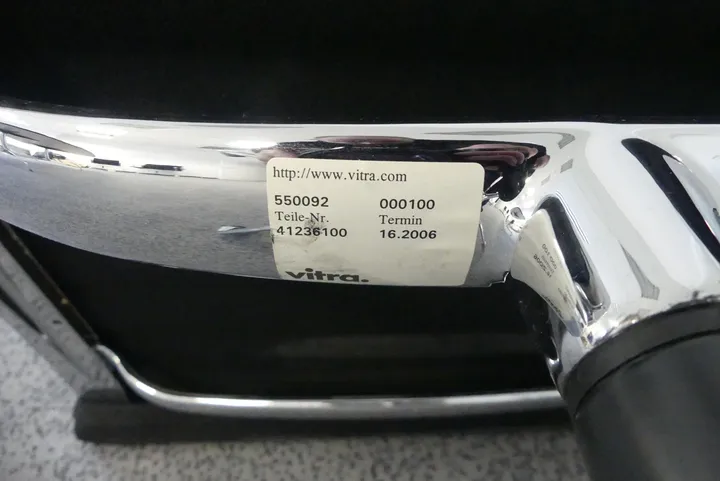 http://www.vitra.com
550092 000100
Teile-Nr. Termin
41236100 16.2006
vitra.